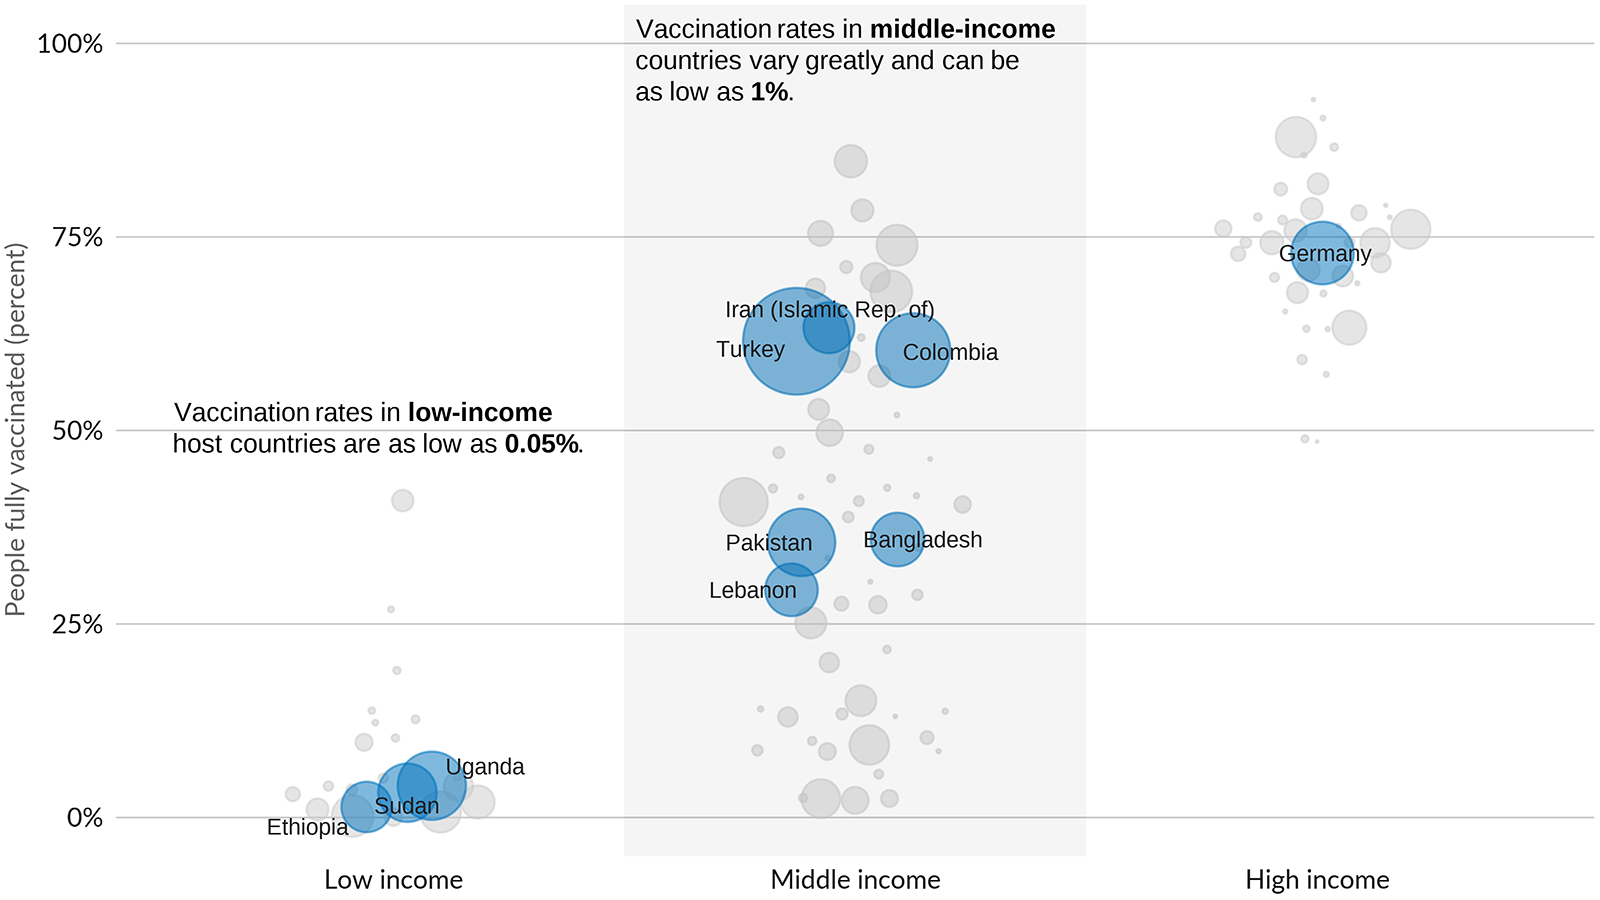 Vaccination rates in middle-income
countries vary greatly and can be
as low as 1%.
100%
75%
50%
25%
0%
People fully vaccinated (percent)
Vaccination rates in low-income
host countries are as low as 0.05%.
Germany
Iran (Islamic Rep. of)
Turkey
Colombia
Pakistan
Bangladesh
Lebanon
Uganda
Sudan
Ethiopia
Low income
Middle income
High income